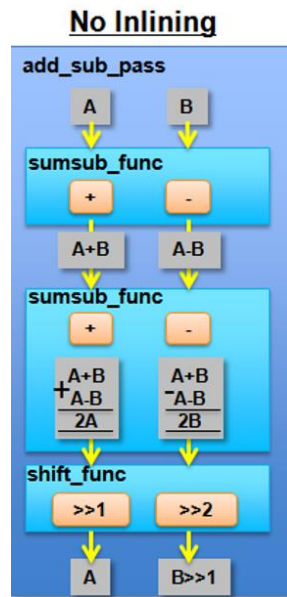 No Inlining
add_sub_pass
A B
sumsub_func
+ -
A+B A-B
sumsub_func
+ -
A+B A+B
+A-B -A-B
2A 2B
shift_func
>>1 >>2
A B>>1